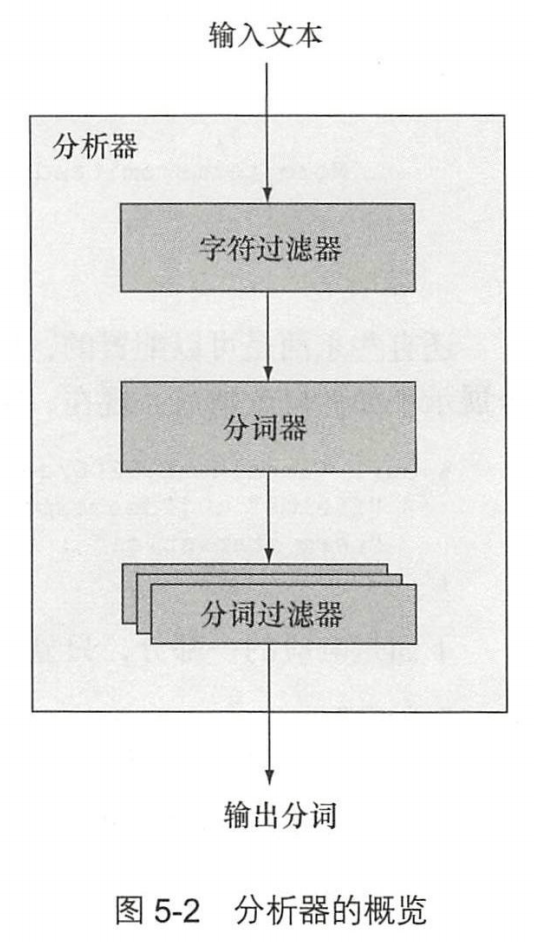 输入文本
分析器
字符过滤器
分词器
分词过滤器
输出分词
图 5-2 分析器的概览